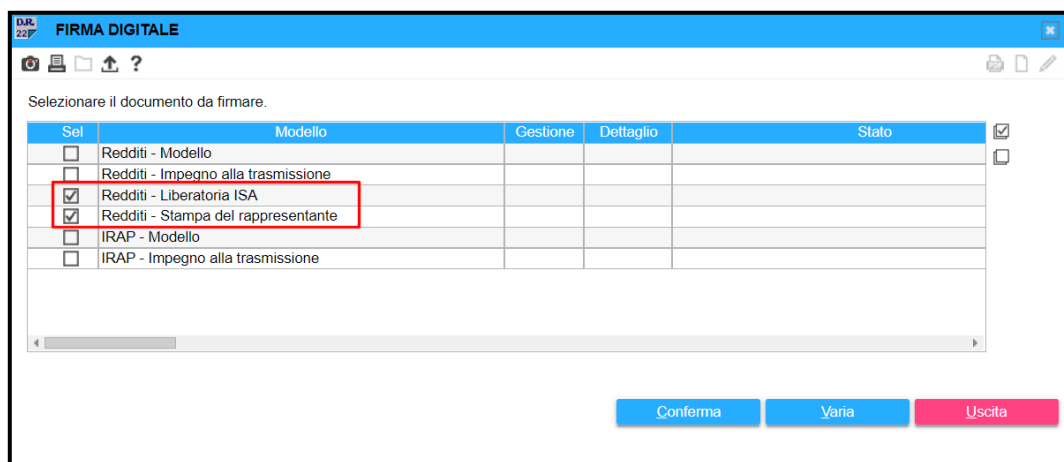 D.R.
22 FIRMA DIGITALE
?
PDF
Selezionare il documento da firmare.
Sel Modello Gestione Dettaglio Stato
Redditi - Modello
Redditi - Impegno alla trasmissione
Redditi - Liberatoria ISA
Redditi - Stampa del rappresentante
IRAP - Modello
IRAP - Impegno alla trasmissione
Conferma Varia Uscita